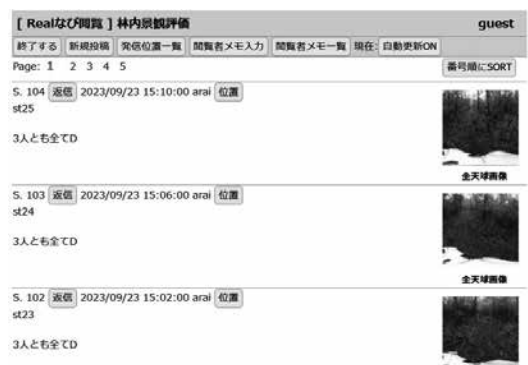 [ Realなび閲覧 ] 林内景観評価 guest
終了する 新規投稿 発信位置一覧 閲覧者メモ入力 閲覧者メモ一覧 現在: 自動更新ON
Page: 1 2 3 4 5 番号順にSORT
S. 104 返信 2023/09/23 15:10:00 arai 位置
st25
3人とも全てD
全天球画像
S. 103 返信 2023/09/23 15:06:00 arai 位置
st24
3人とも全てD
全天球画像
S. 102 返信 2023/09/23 15:02:00 arai 位置
st23
3人とも全てD